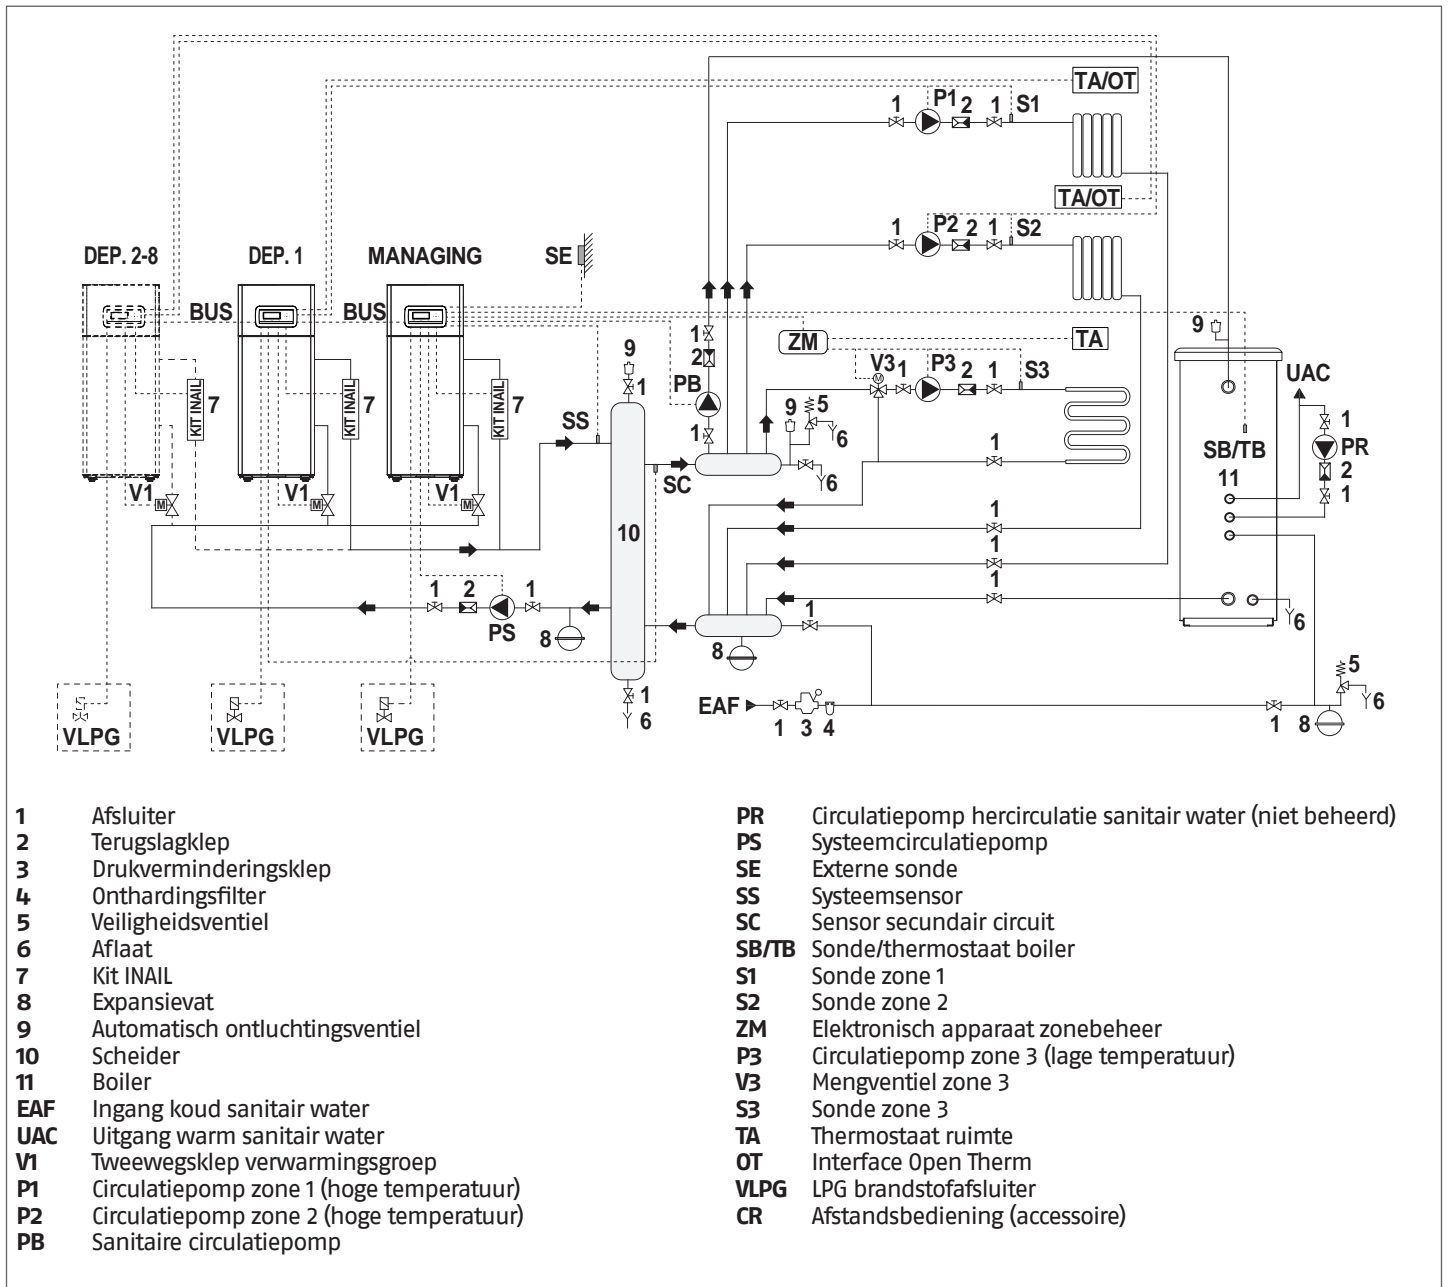 TA/OT
1 P1 2 1 S1
TA/OT
1 P2 2 1 S2
DEP. 2-8 DEP. 1 MANAGING SE
BUS BUS
9 1 ZM TA 9
2 V3 1 P3 2 1 S3
9 1 PB UAC
KIT INAIL 7 KIT INAIL 7 KIT INAIL 7 SS 9 5 1
1 6 1 SB/TB PR
M V1 M V1 M V1 SC 6 11 2
1
10 1
1
1 2 1 1
PS 8 1 6
8 5
VLPG VLPG VLPG 1 EAF 6
6 1 3 4 1 8
1 Afsluiter
2 Terugslagklep
3 Drukverminderingsklep
4 Onthardingsfilter
5 Veiligheidsventiel
6 Aflaat
7 Kit INAIL
8 Expansievat
9 Automatisch ontluchtingsventiel
10 Scheider
11 Boiler
EAF Ingang koud sanitair water
UAC Uitgang warm sanitair water
V1 Tweewegsklep verwarmingsgroep
P1 Circulatiepomp zone 1 (hoge temperatuur)
P2 Circulatiepomp zone 2 (hoge temperatuur)
PB Sanitaire circulatiepomp
PR Circulatiepomp hercirculatie sanitair water (niet beheerd)
PS Systeemcirculatiepomp
SE Externe sonde
SS Systeemsensor
SC Sensor secundair circuit
SB/TB Sonde/thermostaat boiler
S1 Sonde zone 1
S2 Sonde zone 2
ZM Elektronisch apparaat zonebeheer
P3 Circulatiepomp zone 3 (lage temperatuur)
V3 Mengventiel zone 3
S3 Sonde zone 3
TA Thermostaat ruimte
OT Interface Open Therm
VLPG LPG brandstofafsluiter
CR Afstandsbediening (accessoire)